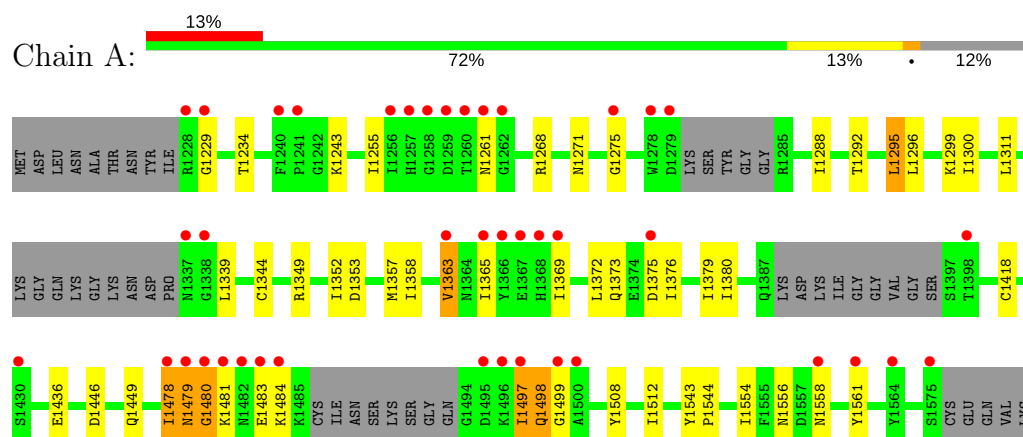 13%
Chain A:
72% 13% • 12%
MET ASP LEU ASN ALA THR ASN TYR ILE R1228 G1229 T1234 F1240 P1241 G1242 K1243 I1255 I1256 H1257 G1258 D1259 T1260 N1261 G1262 R1268 N1271 G1275 W1278 D1279 LYS SER TYR GLY GLY R1285 I1288 T1292 L1295 L1296 K1299 I1300 L1311
LYS GLY GLN LYS GLY LYS ASN ASP PRO N1337 G1338 L1339 C1344 R1349 I1352 D1353 M1357 I1358 V1363 N1364 I1365 Y1366 E1367 H1368 I1369 L1372 Q1373 E1374 D1375 I1376 I1379 I1380 Q1387 LYS ASP LYS ILE GLY GLY VAL GLY SER S1397 T1398 C1418
S1430 E1436 D1446 Q1449 I1478 N1479 G1480 K1481 N1482 E1483 K1484 K1485 CYS ILE ASN SER LYS SER GLY GLN G1494 D1495 K1496 I1497 Q1498 G1499 A1500 Y1508 I1512 Y1543 P1544 I1554 F1555 N1556 D1557 N1558 Y1561 Y1564 S1575 CYS GLU GLN VAL